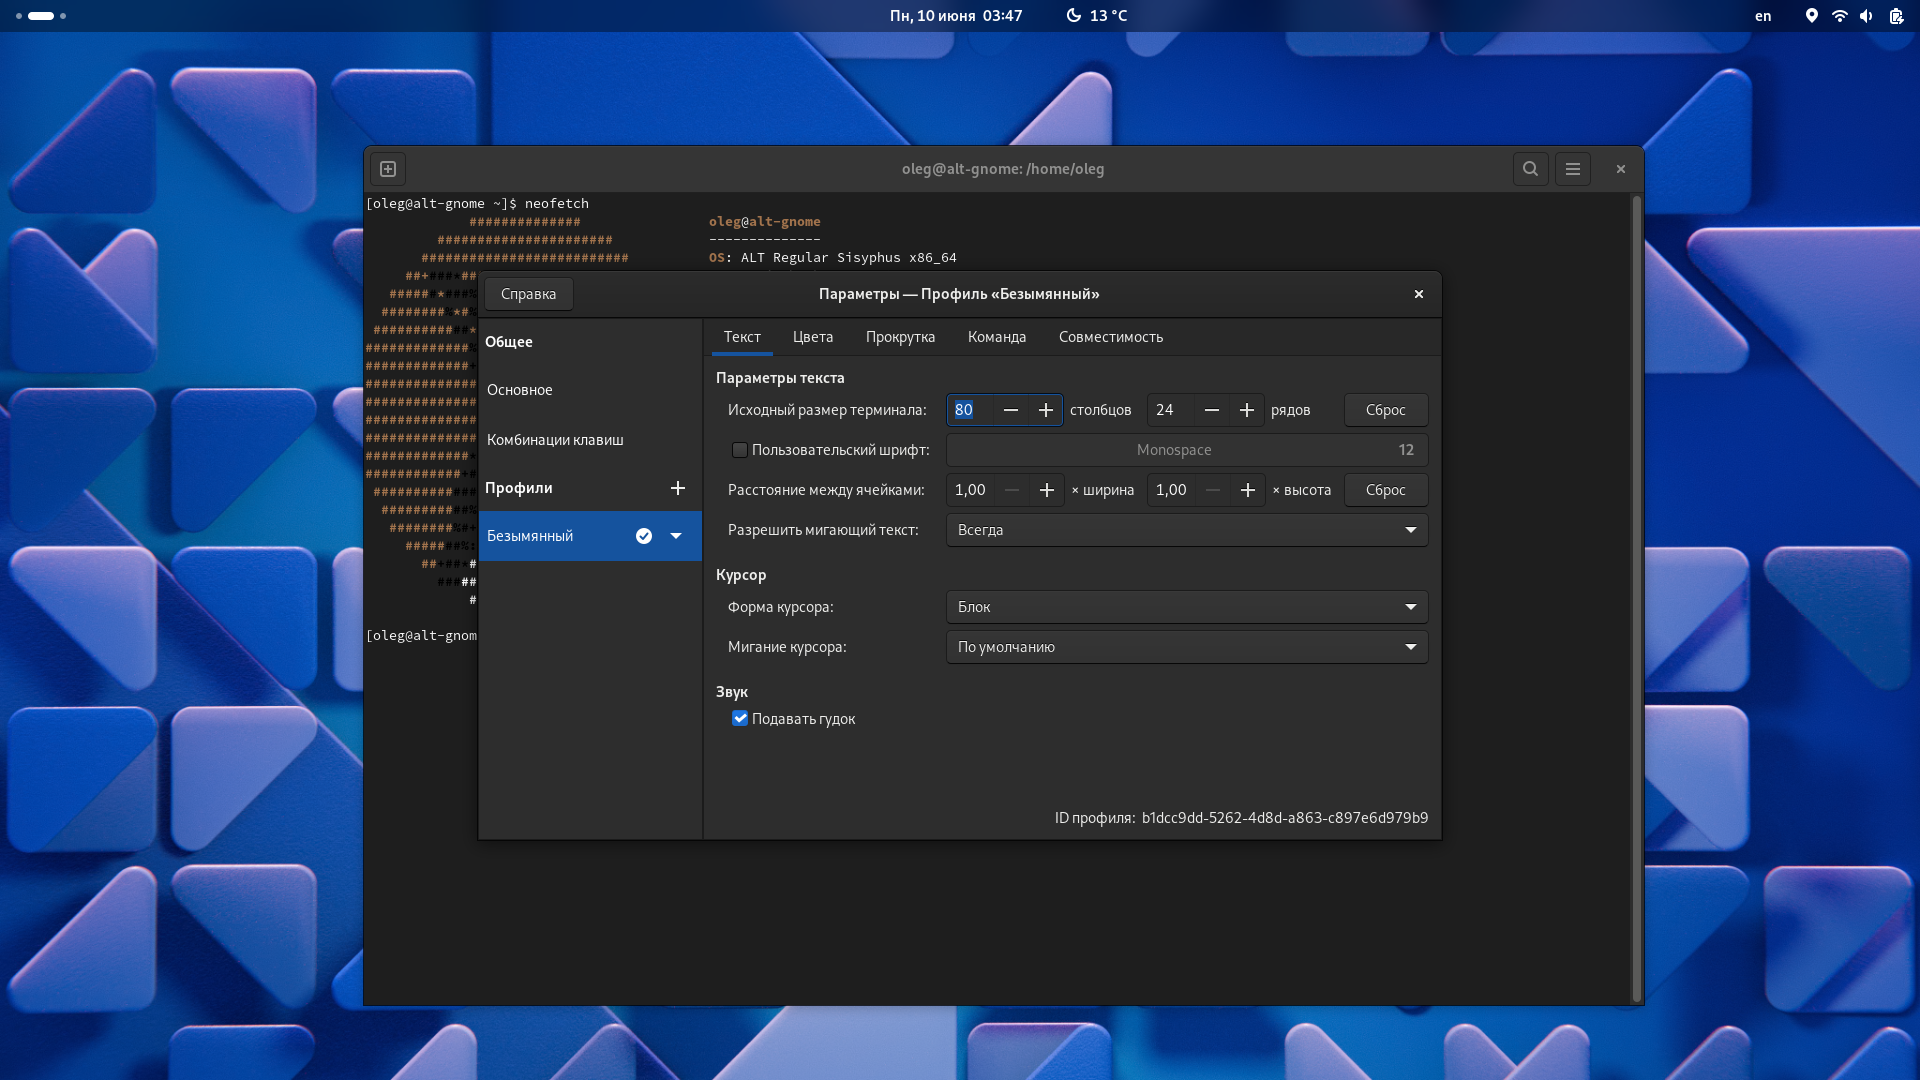 Пн, 10 июня 03:47
13 °C
en
oleg@alt-gnome: /home/oleg
[oleg@alt-gnome ~]$ neofetch
oleg@alt-gnome
--------------
OS: ALT Regular Sisyphus x86_64
Справка
Параметры — Профиль «Безымянный»
Общее
Основное
Комбинации клавиш
Профили
Безымянный
Текст Цвета Прокрутка Команда Совместимость
Параметры текста
Исходный размер терминала: 80 столбцов 24 рядов Сброс
Пользовательский шрифт: Monospace 12
Расстояние между ячейками: 1,00 × ширина 1,00 × высота Сброс
Разрешить мигающий текст: Всегда
Курсор
Форма курсора: Блок
Мигание курсора: По умолчанию
Звук
Подавать гудок
ID профиля: b1dcc9dd-5262-4d8d-a863-c897e6d979b9
[oleg@alt-gnom